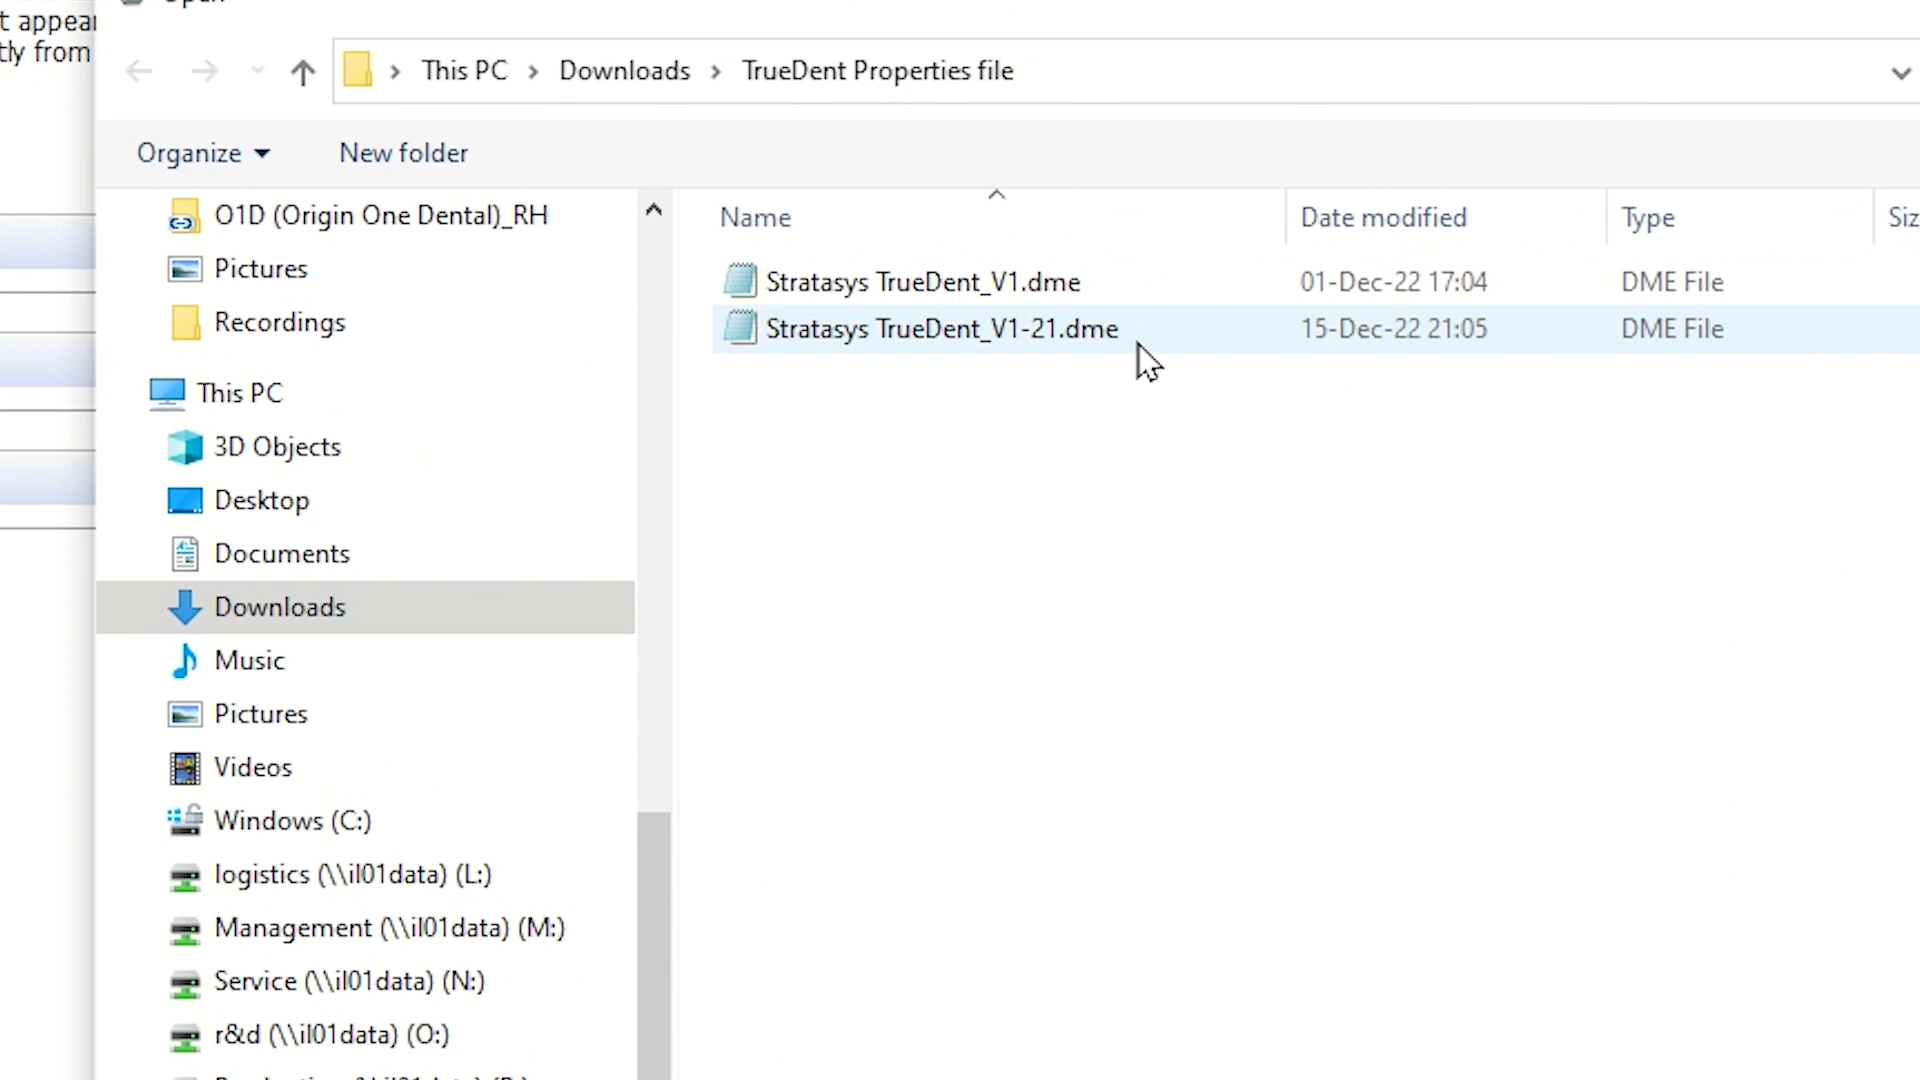 t appear
tly from
This PC > Downloads > TrueDent Properties file
Organize
New folder
O1D (Origin One Dental)_RH
Pictures
Recordings
This PC
3D Objects
Desktop
Documents
Downloads
Music
Pictures
Videos
Windows (C:)
logistics (\\il01data) (L:)
Management (\\il01data) (M:)
Service (\\il01data) (N:)
r&d (\\il01data) (O:)
Name Date modified Type Siz
Stratasys TrueDent_V1.dme 01-Dec-22 17:04 DME File
Stratasys TrueDent_V1-21.dme 15-Dec-22 21:05 DME File